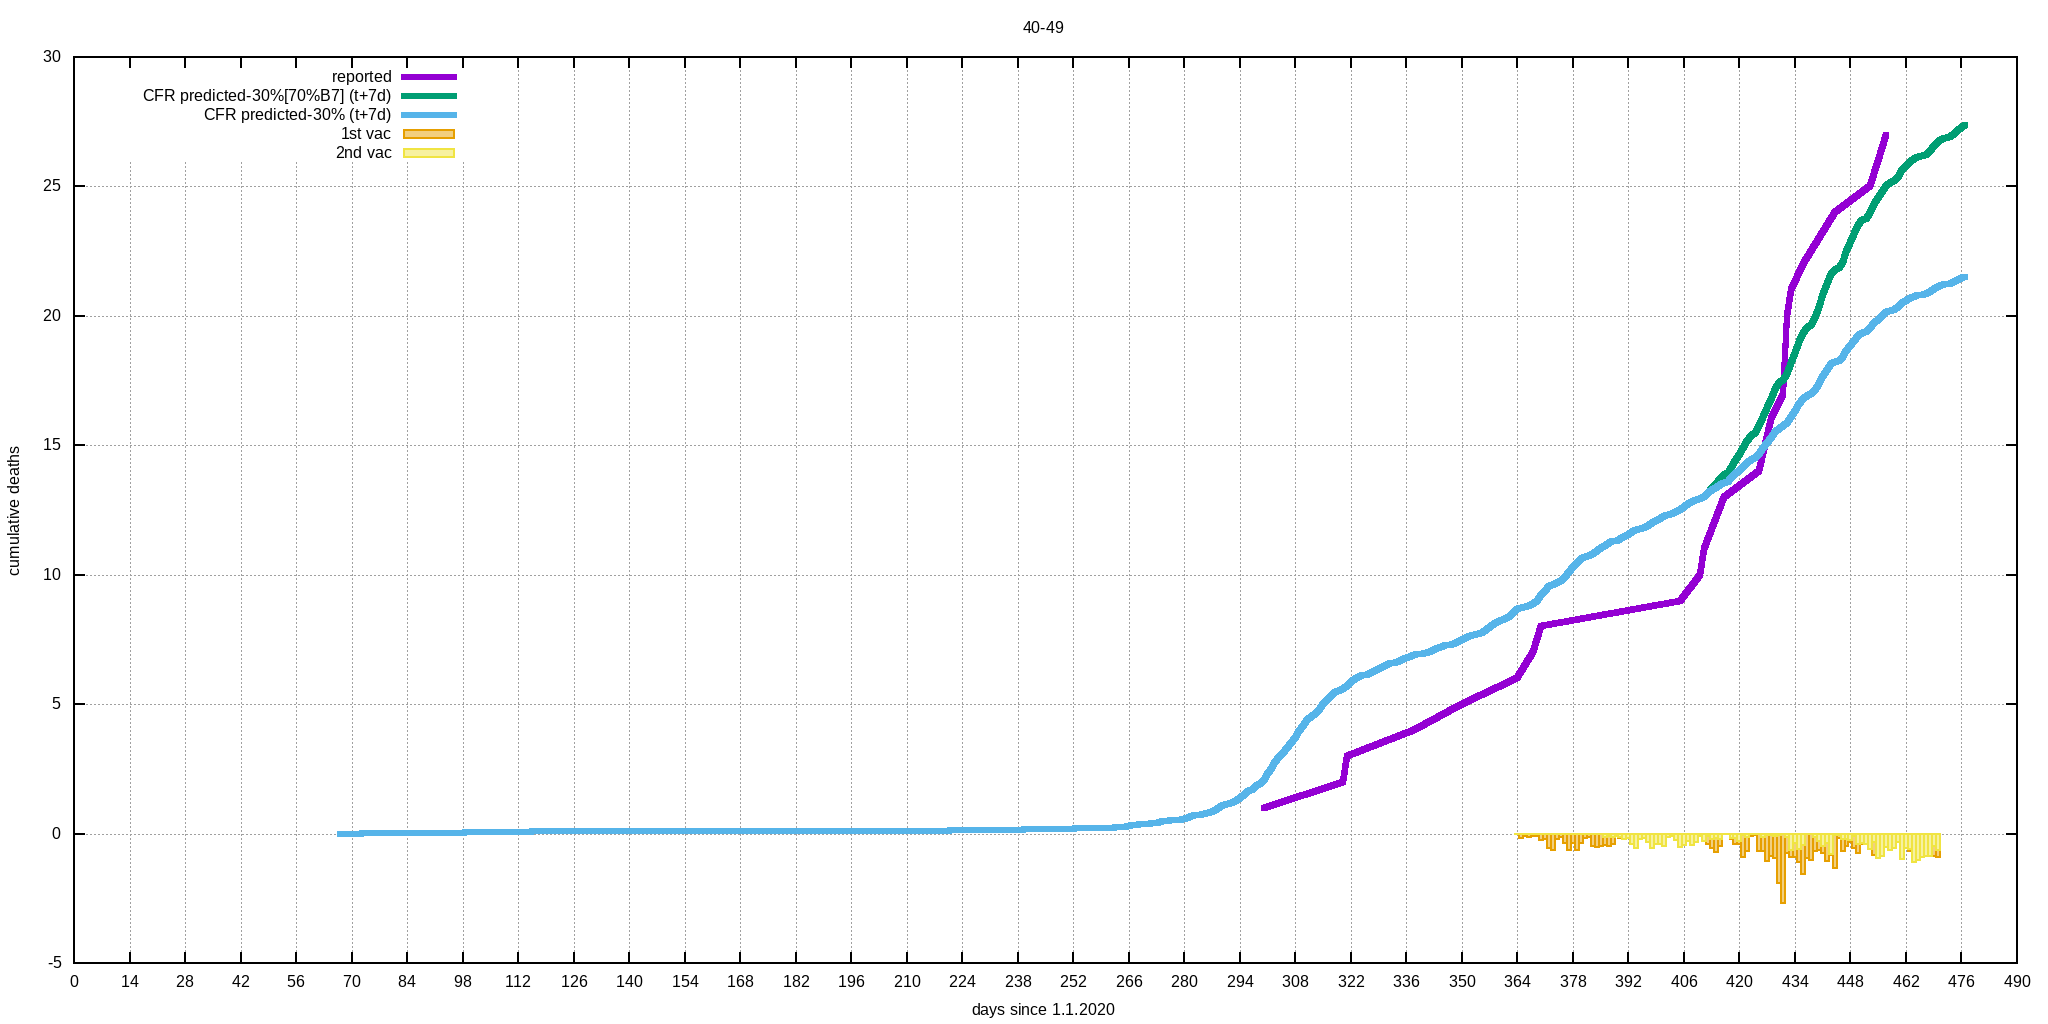 40-49
reported
CFR predicted-30%[70%B7] (t+7d)
CFR predicted-30% (t+7d)
1st vac
2nd vac
30
25
20
15
10
5
0
-5
cumulative deaths
0 14 28 42 56 70 84 98 112 126 140 154 168 182 196 210 224 238 252 266 280 294 308 322 336 350 364 378 392 406 420 434 448 462 476 490
days since 1.1.2020